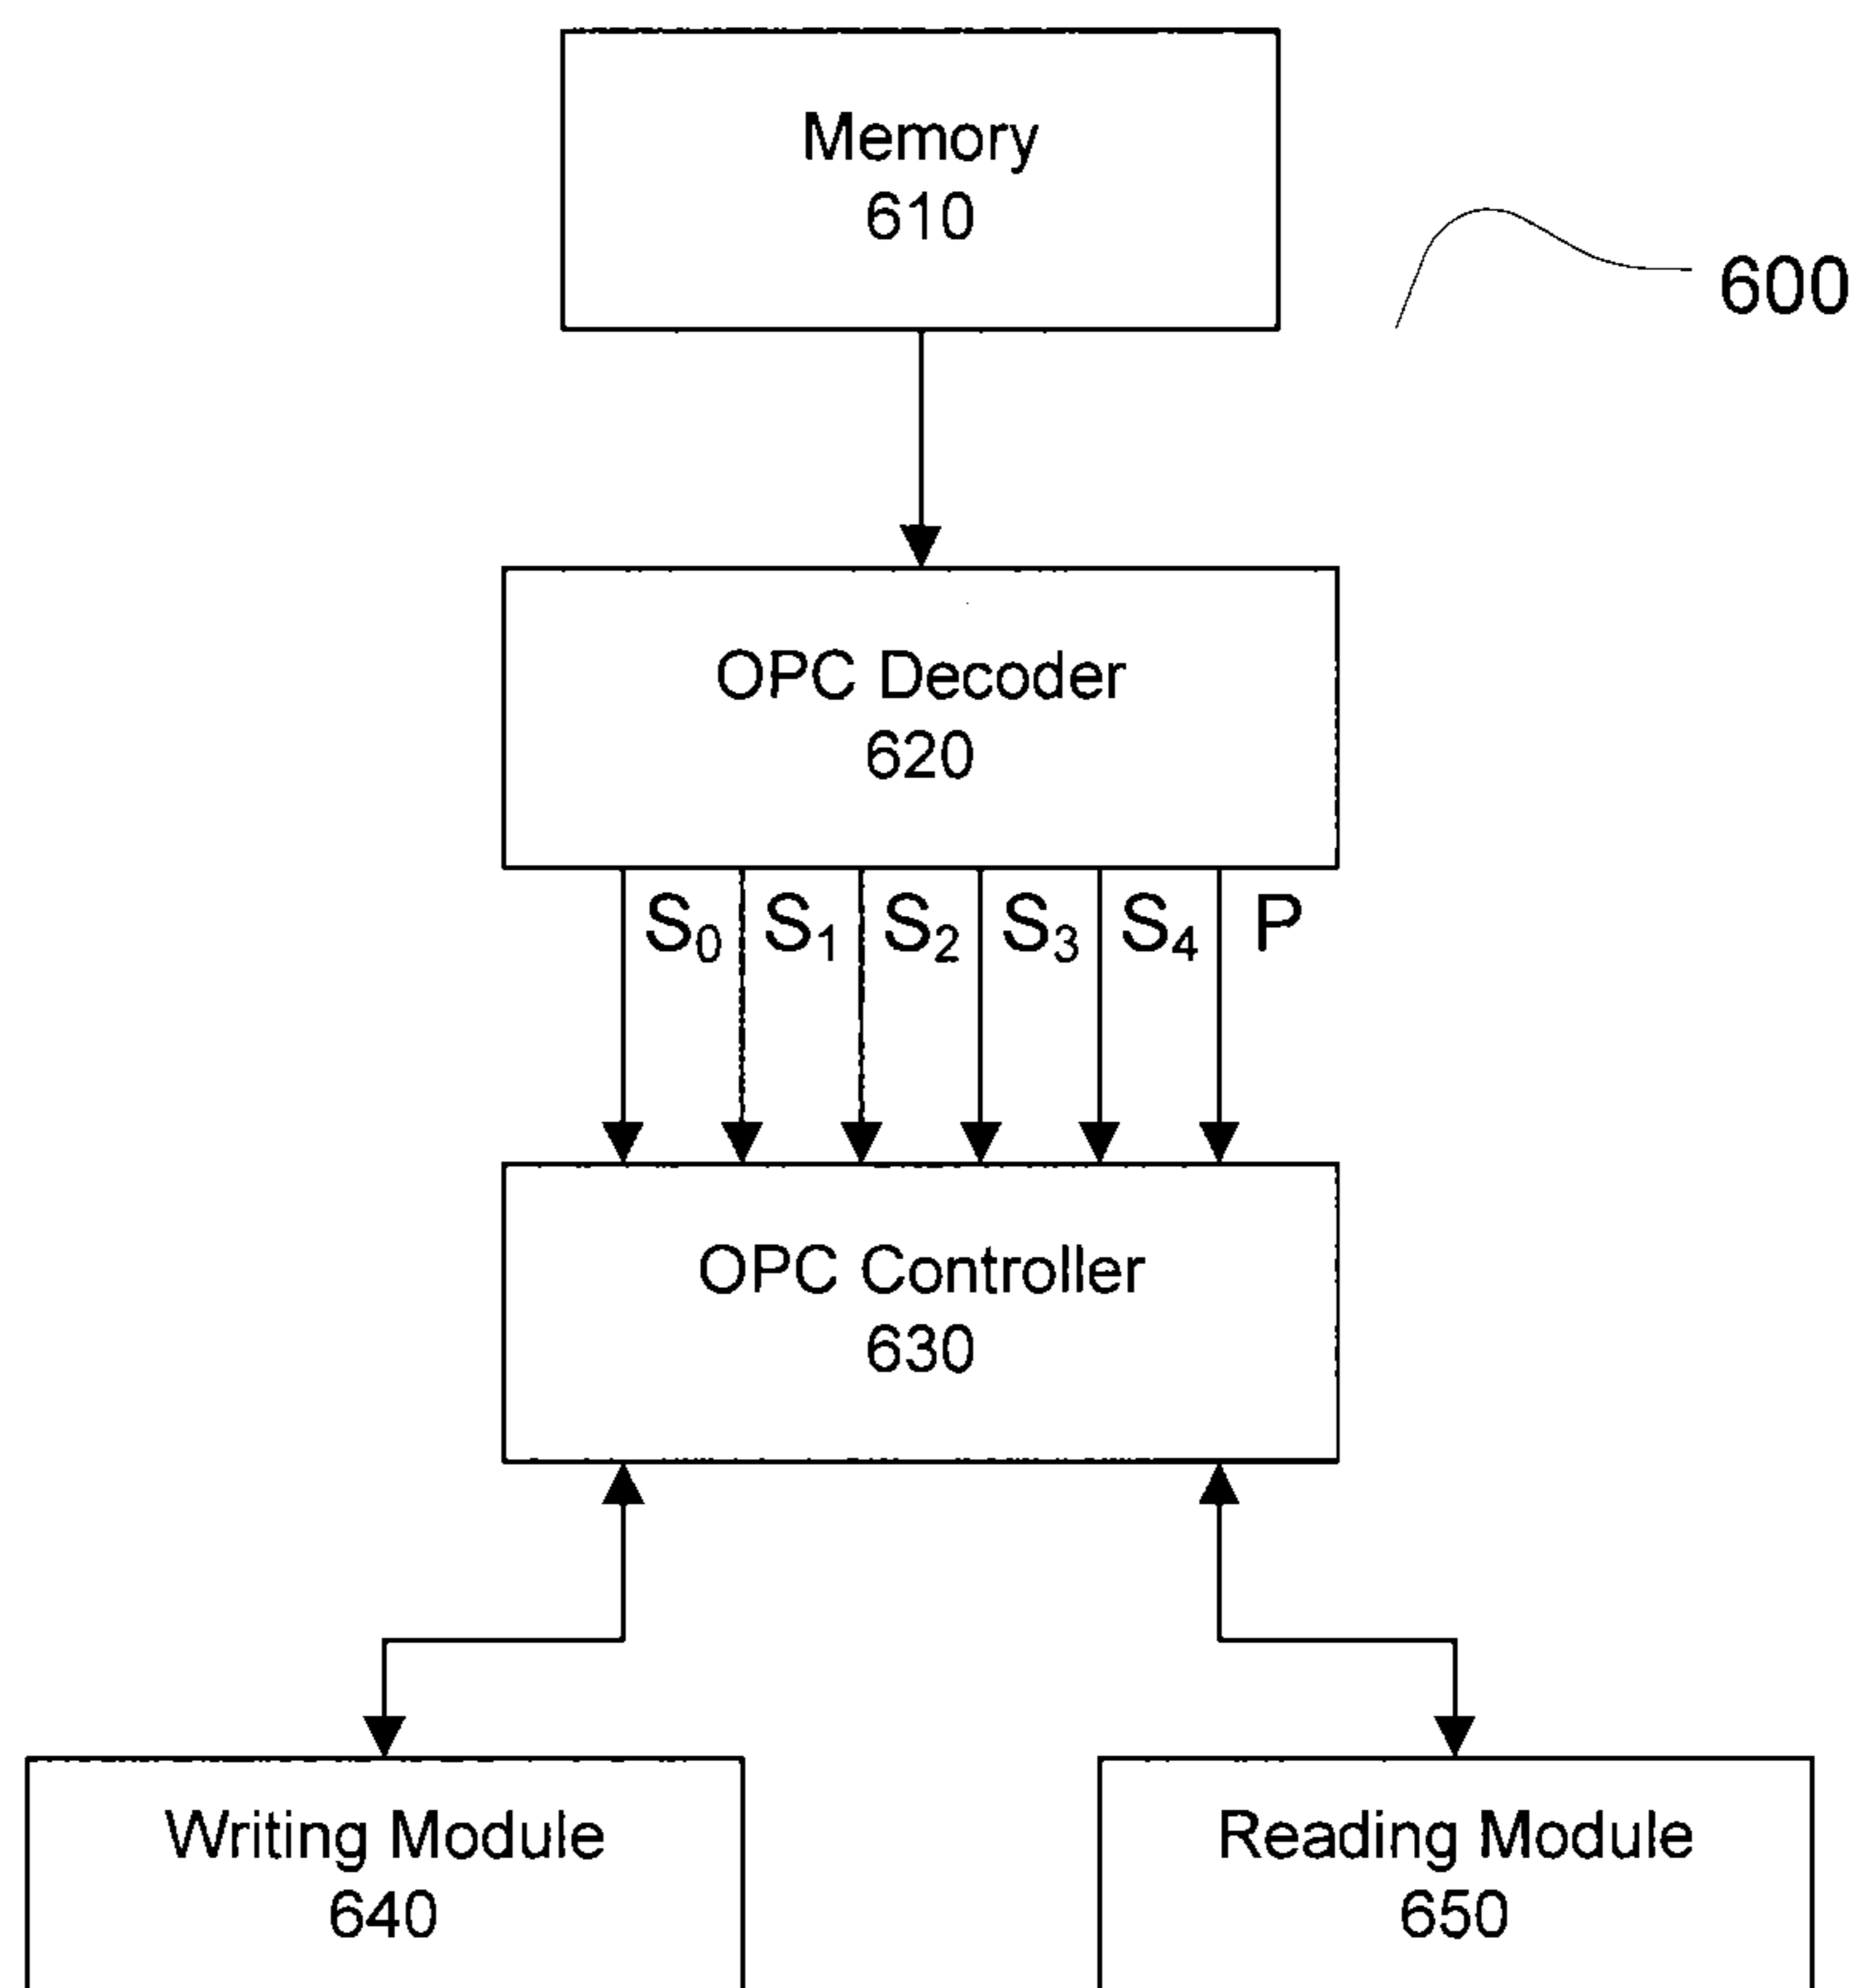 Memory
610
600
OPC Decoder
620
S₀ S₁ S₂ S₃ S₄ P
OPC Controller
630
Writing Module
640
Reading Module
650